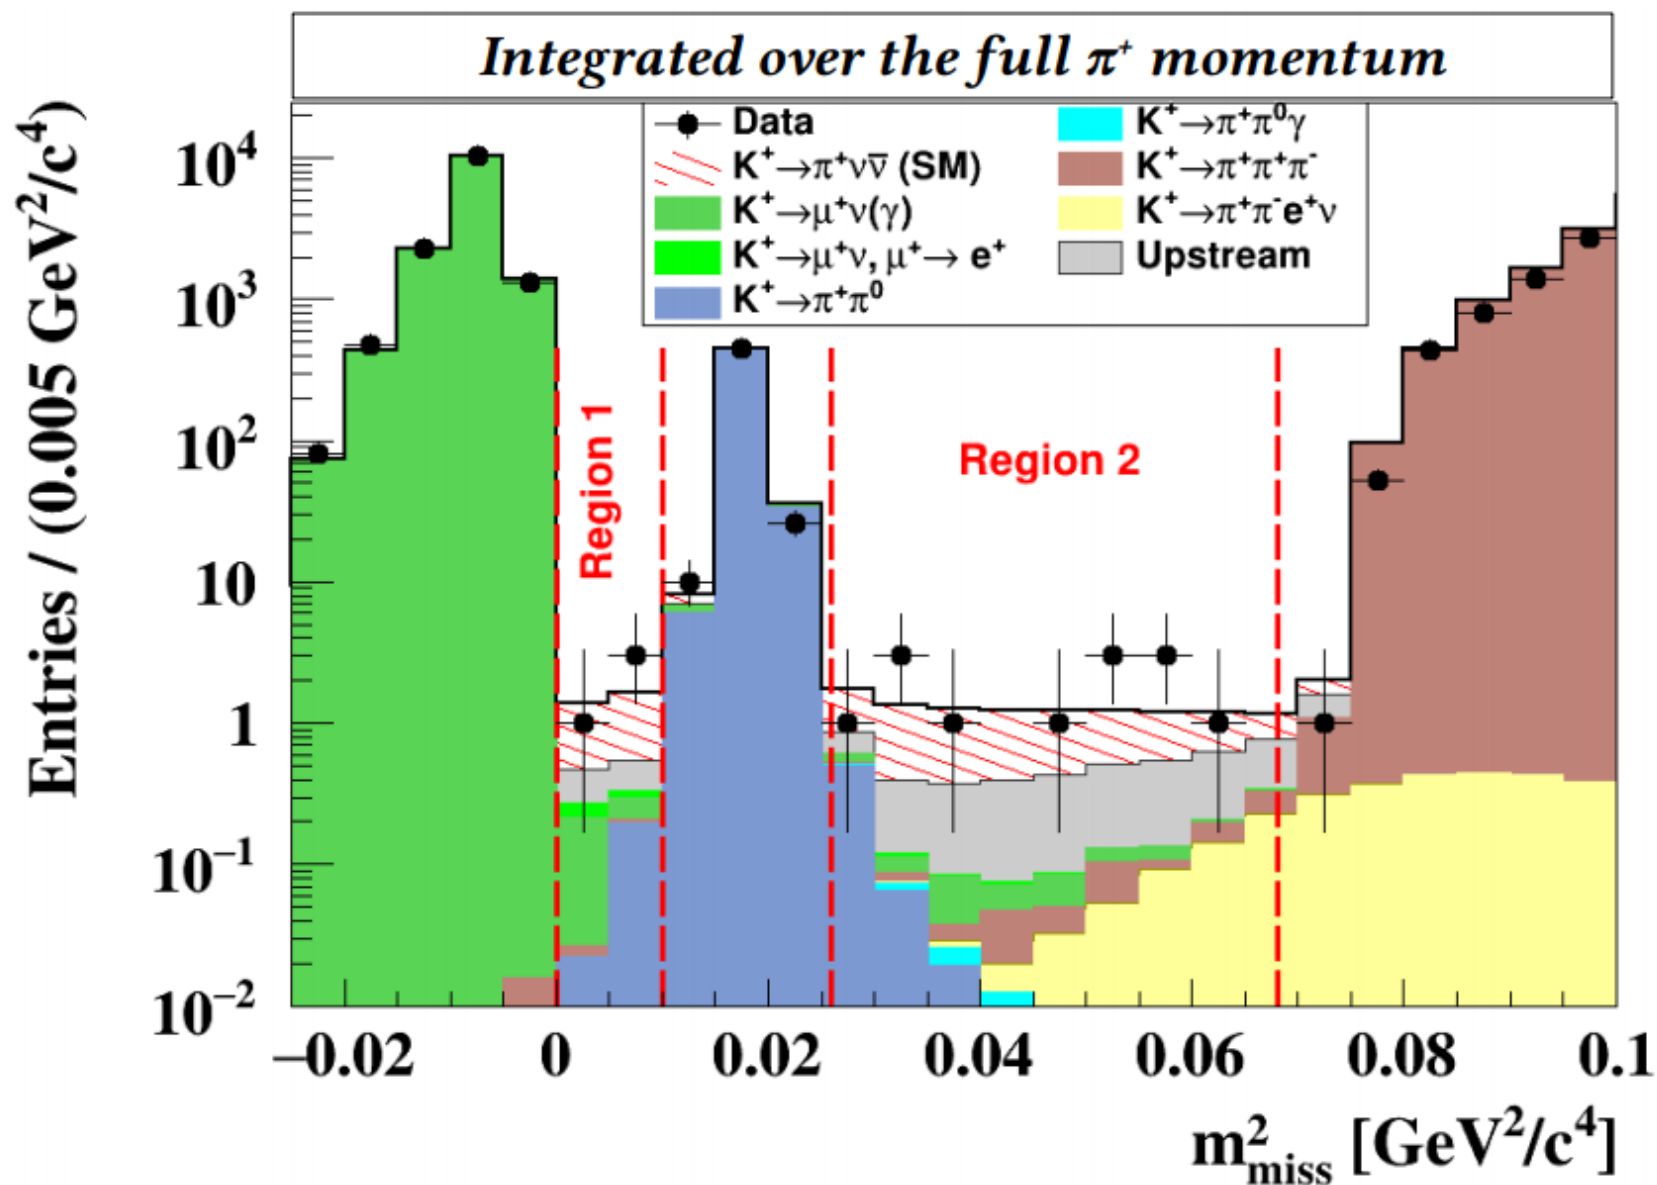 Integrated over the full π⁺ momentum
Entries / (0.005 GeV²/c⁴)
10⁴
10³
10²
10
1
10⁻¹
10⁻²
Data
K⁺→π⁺νν̅ (SM)
K⁺→μ⁺ν(γ)
K⁺→μ⁺ν, μ⁺→ e⁺
K⁺→π⁺π⁰
K⁺→π⁺π⁰γ
K⁺→π⁺π⁺π⁻
K⁺→π⁺π⁻e⁺ν
Upstream
Region 1
Region 2
−0.02 0 0.02 0.04 0.06 0.08 0.1
m²miss [GeV²/c⁴]